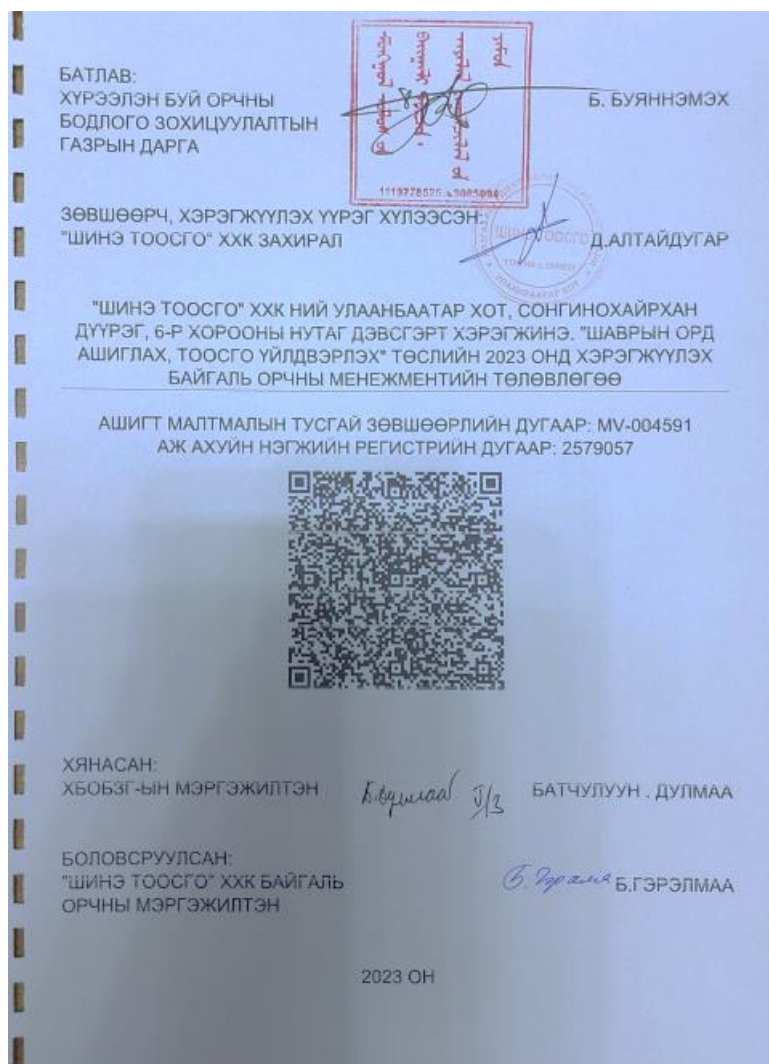 БАТЛАВ:
ХҮРЭЭЛЭН БУЙ ОРЧНЫ
БОДЛОГО ЗОХИЦУУЛАЛТЫН
ГАЗРЫН ДАРГА
Б. БУЯННЭМЭХ
ЗӨВШӨӨРЧ, ХЭРЭГЖҮҮЛЭХ ҮҮРЭГ ХҮЛЭЭСЭН:
"ШИНЭ ТООСГО" ХХК ЗАХИРАЛ
Д.АЛТАЙДУГАР
ШИНЭ ТООСГО
"ШИНЭ ТООСГО" ХХК НИЙ УЛААНБААТАР ХОТ, СОНГИНОХАЙРХАН
ДҮҮРЭГ, 6-Р ХОРООНЫ НУТАГ ДЭВСГЭРТ ХЭРЭГЖИНЭ. "ШАВРЫН ОРД
АШИГЛАХ, ТООСГО ҮЙЛДВЭРЛЭХ" ТӨСЛИЙН 2023 ОНД ХЭРЭГЖҮҮЛЭХ
БАЙГАЛЬ ОРЧНЫ МЕНЕЖМЕНТИЙН ТӨЛӨВЛӨГӨӨ
АШИГТ МАЛТМАЛЫН ТУСГАЙ ЗӨВШӨӨРЛИЙН ДУГААР: MV-004591
АЖ АХУЙН НЭГЖИЙН РЕГИСТРИЙН ДУГААР: 2579057
ХЯНАСАН:
ХБОБЗГ-ЫН МЭРГЭЖИЛТЭН
БАТЧУЛУУН . ДУЛМАА
БОЛОВСРУУЛСАН:
"ШИНЭ ТООСГО" ХХК БАЙГАЛЬ
ОРЧНЫ МЭРГЭЖИЛТЭН
Б.ГЭРЭЛМАА
2023 ОН